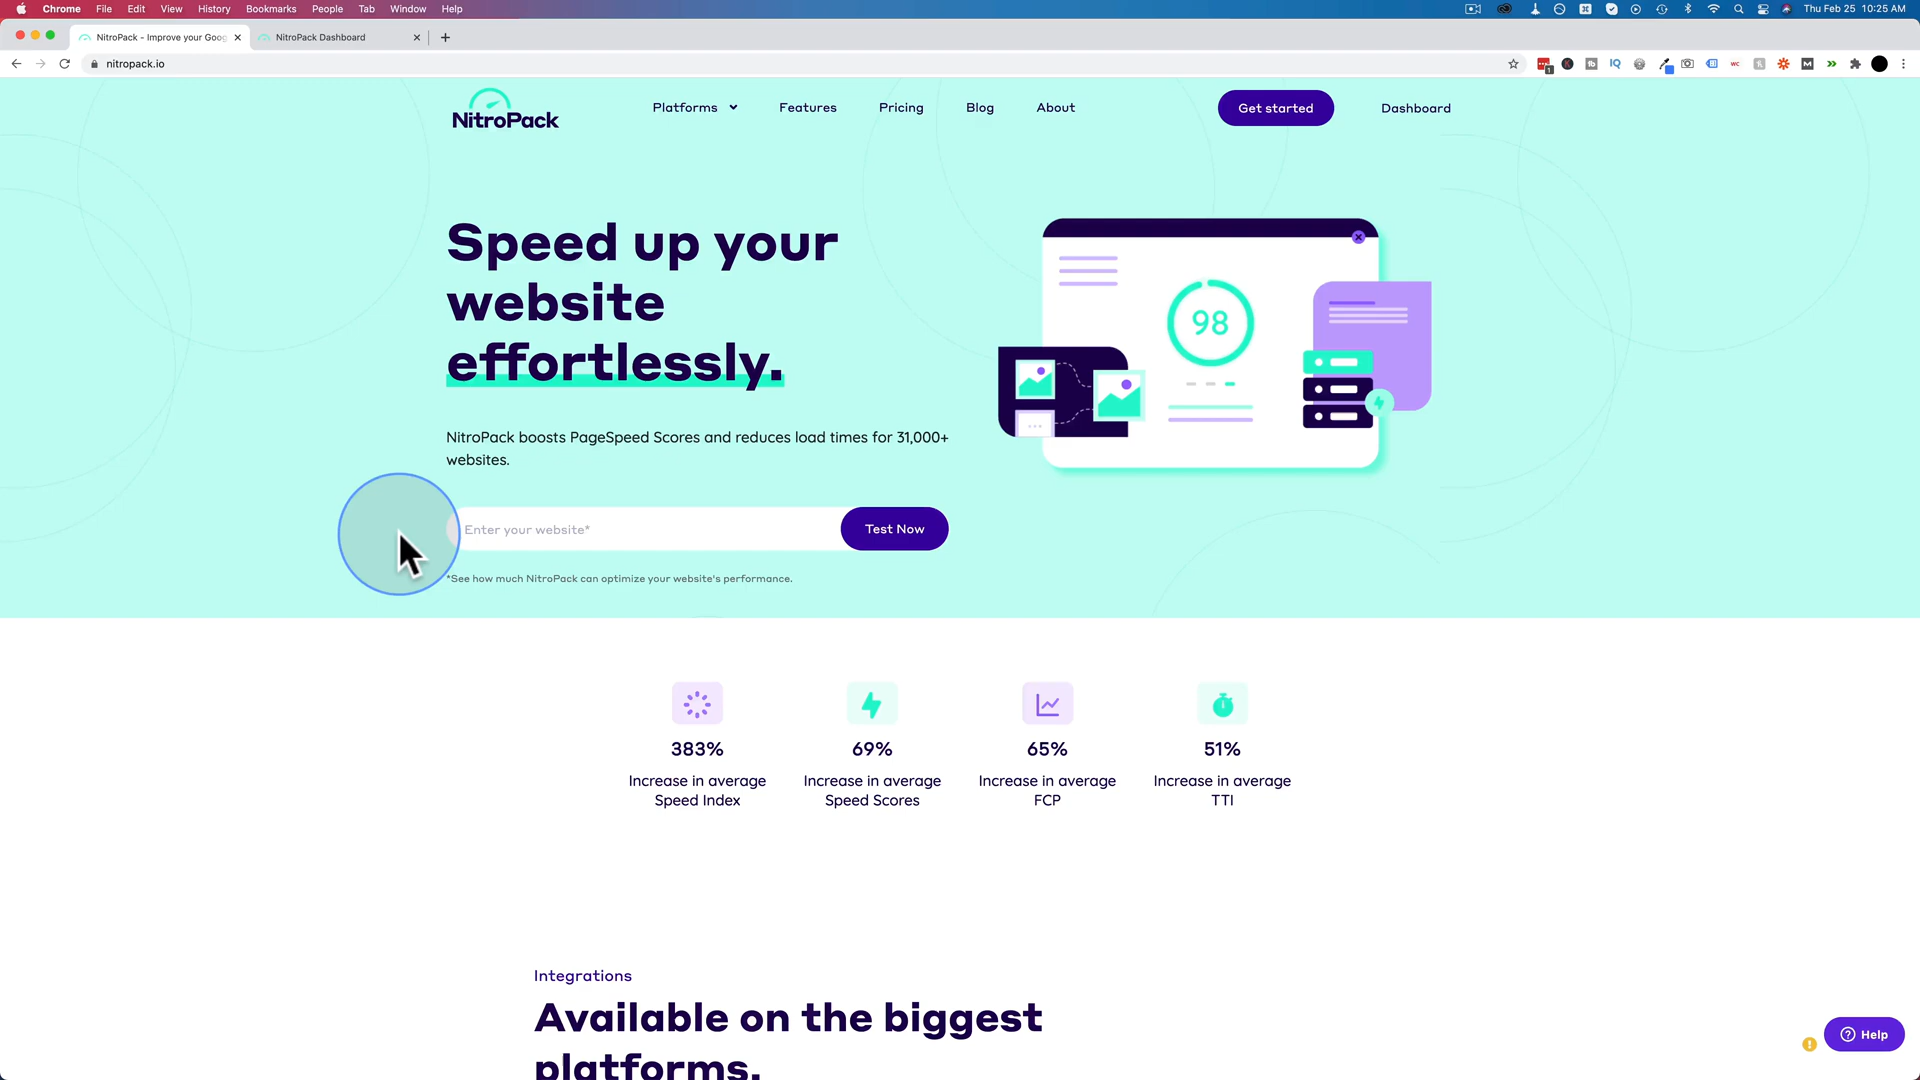 Chrome File Edit View History Bookmarks People Tab Window Help
Thu Feb 25 10:25 AM
NitroPack - Improve your Goog
NitroPack Dashboard
nitropack.io
NitroPack
Platforms
Features
Pricing
Blog
About
Get started
Dashboard
Speed up your
website
effortlessly.
98
NitroPack boosts PageSpeed Scores and reduces load times for 31,000+
websites.
Enter your website*
Test Now
*See how much NitroPack can optimize your website's performance.
383%
Increase in average
Speed Index
69%
Increase in average
Speed Scores
65%
Increase in average
FCP
51%
Increase in average
TTI
Integrations
Available on the biggest
platforms.
Help